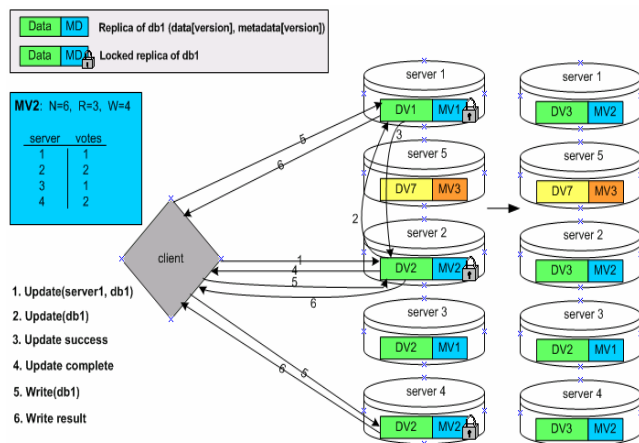 Data MD Replica of db1 (data[version], metadata[version])
Data MD Locked replica of db1
MV2: N=6, R=3, W=4
server votes
1 1
2 2
3 1
4 2
client
1. Update(server1, db1)
2. Update(db1)
3. Update success
4. Update complete
5. Write(db1)
6. Write result
5
6
1
4
5
6
5
6
2
3
server 1
DV1 MV1
server 5
DV7 MV3
server 2
DV2 MV2
server 3
DV2 MV1
server 4
DV2 MV2
server 1
DV3 MV2
server 5
DV7 MV3
server 2
DV3 MV2
server 3
DV2 MV1
server 4
DV3 MV2